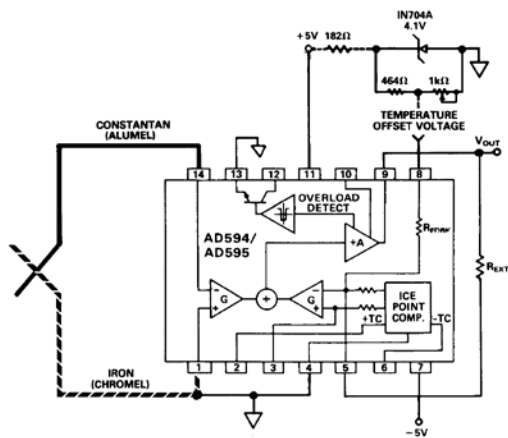 IN704A
4.1V
+5V
182Ω
464Ω
1kΩ
TEMPERATURE
OFFSET VOLTAGE
VOUT
CONSTANTAN
(ALUMEL)
14
13
12
11
10
9
8
OVERLOAD
DETECT
AD594/
AD595
+A
RFDBK
REXT
G
G
ICE
POINT
COMP.
+TC
-TC
1
2
3
4
5
6
7
IRON
(CHROMEL)
-5V